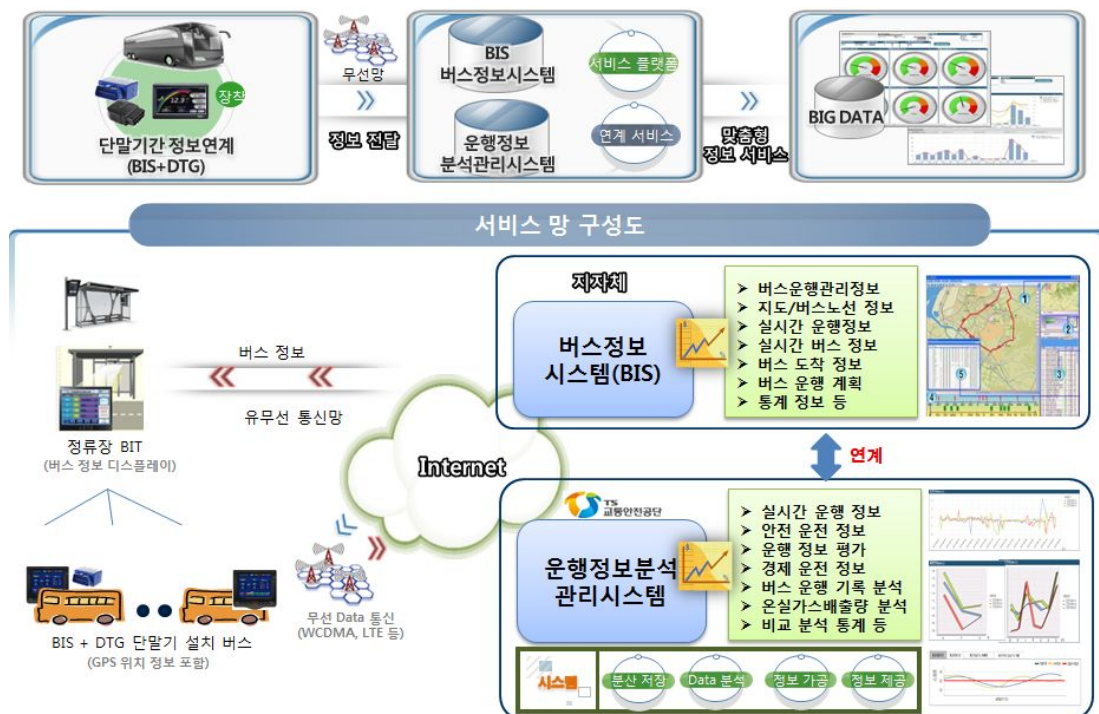 장착
단말기간 정보연계
(BIS+DTG)
무선망
정보 전달
BIS
버스정보시스템
운행정보
분석관리시스템
서비스 플랫폼
연계 서비스
맞춤형
정보 서비스
BIG DATA
서비스 망 구성도
버스 정보
유무선 통신망
정류장 BIT
(버스 정보 디스플레이)
BIS + DTG 단말기 설치 버스
(GPS 위치 정보 포함)
무선 Data 통신
(WCDMA, LTE 등)
Internet
지자체
버스정보
시스템(BIS)
➢ 버스운행관리정보
➢ 지도/버스노선 정보
➢ 실시간 운행정보
➢ 실시간 버스 정보
➢ 버스 도착 정보
➢ 버스 운행 계획
➢ 통계 정보 등
1
2
3
4
5
연계
TS
교통안전공단
운행정보분석
관리시스템
➢ 실시간 운행 정보
➢ 안전 운전 정보
➢ 운행 정보 평가
➢ 경제 운전 정보
➢ 버스 운행 기록 분석
➢ 온실가스배출량 분석
➢ 비교 분석 통계 등
시스템
분산 저장
Data 분석
정보 가공
정보 제공